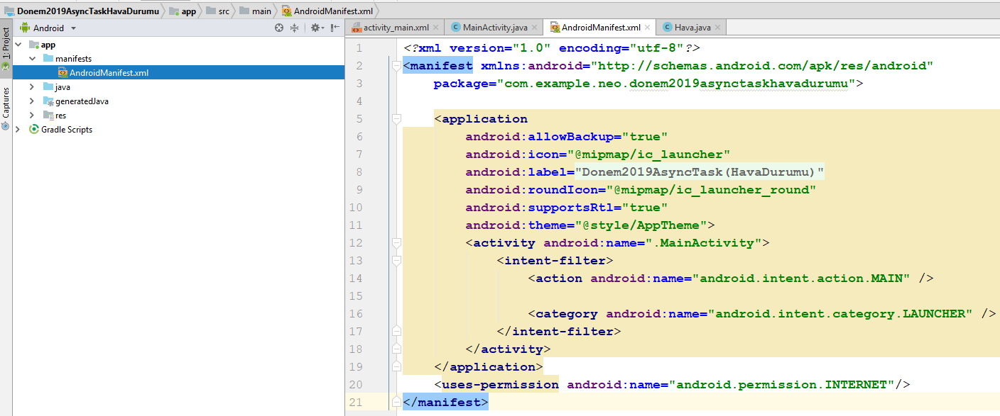 Donem2019AsyncTaskHavaDurumu app src main AndroidManifest.xml
1: Project
Captures
Android
app
manifests
AndroidManifest.xml
java
generatedJava
res
Gradle Scripts
activity_main.xml MainActivity.java AndroidManifest.xml Hava.java
1 <?xml version="1.0" encoding="utf-8"?>
2 <manifest xmlns:android="http://schemas.android.com/apk/res/android"
3 package="com.example.neo.donem2019asynctaskhavadurumu">
4
5 <application
6 android:allowBackup="true"
7 android:icon="@mipmap/ic_launcher"
8 android:label="Donem2019AsyncTask(HavaDurumu)"
9 android:roundIcon="@mipmap/ic_launcher_round"
10 android:supportsRtl="true"
11 android:theme="@style/AppTheme">
12 <activity android:name=".MainActivity">
13 <intent-filter>
14 <action android:name="android.intent.action.MAIN" />
15
16 <category android:name="android.intent.category.LAUNCHER" />
17 </intent-filter>
18 </activity>
19 </application>
20 <uses-permission android:name="android.permission.INTERNET"/>
21 </manifest>